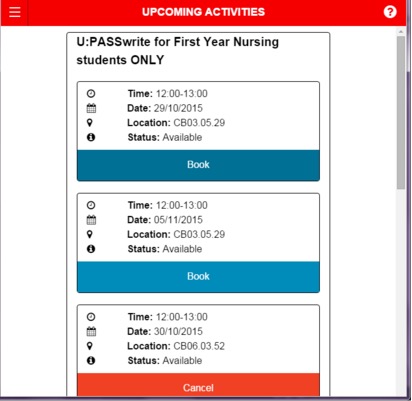 UPCOMING ACTIVITIES
U:PASSwrite for First Year Nursing
students ONLY
Time: 12:00-13:00
Date: 29/10/2015
Location: CB03.05.29
Status: Available
Book
Time: 12:00-13:00
Date: 05/11/2015
Location: CB03.05.29
Status: Available
Book
Time: 12:00-13:00
Date: 30/10/2015
Location: CB06.03.52
Status: Available
Cancel